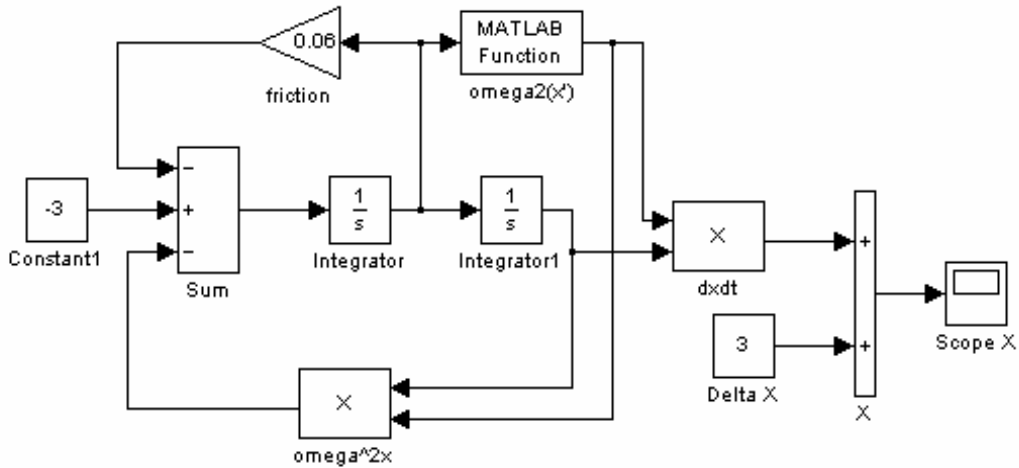 0.06
friction
MATLAB
Function
omega2(x')
-3
Constant1
−
+
−
Sum
1
s
Integrator
1
s
Integrator1
X
dxdt
3
Delta X
+
+
X
Scope X
X
omega^2x